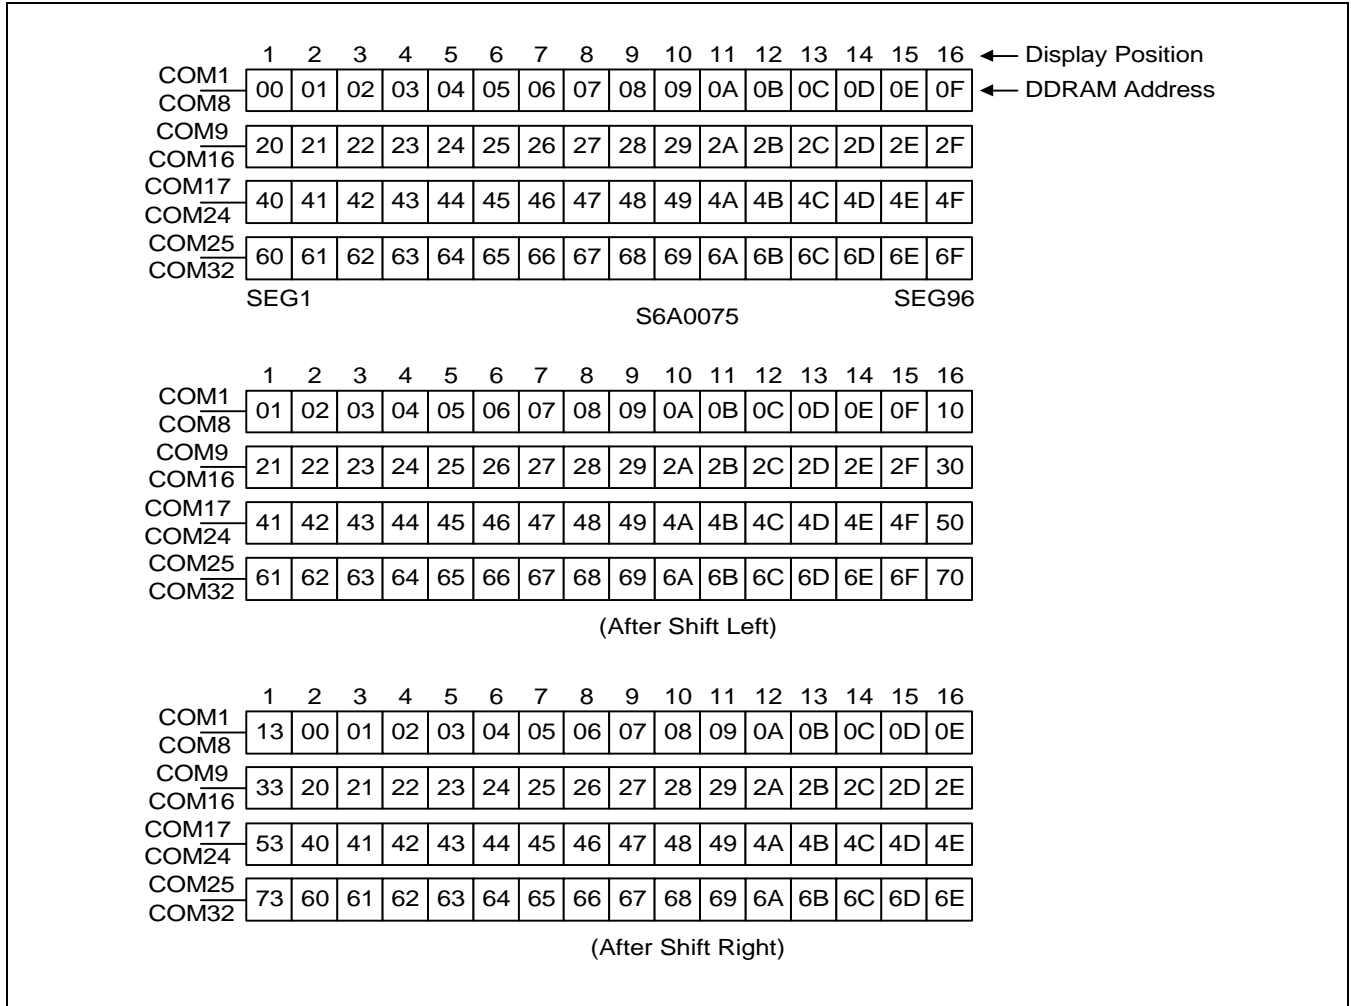 1 2 3 4 5 6 7 8 9 10 11 12 13 14 15 16 Display Position
COM1
COM8
00 01 02 03 04 05 06 07 08 09 0A 0B 0C 0D 0E 0F DDRAM Address
COM9
COM16
20 21 22 23 24 25 26 27 28 29 2A 2B 2C 2D 2E 2F
COM17
COM24
40 41 42 43 44 45 46 47 48 49 4A 4B 4C 4D 4E 4F
COM25
COM32
60 61 62 63 64 65 66 67 68 69 6A 6B 6C 6D 6E 6F
SEG1 SEG96
S6A0075
1 2 3 4 5 6 7 8 9 10 11 12 13 14 15 16
COM1
COM8
01 02 03 04 05 06 07 08 09 0A 0B 0C 0D 0E 0F 10
COM9
COM16
21 22 23 24 25 26 27 28 29 2A 2B 2C 2D 2E 2F 30
COM17
COM24
41 42 43 44 45 46 47 48 49 4A 4B 4C 4D 4E 4F 50
COM25
COM32
61 62 63 64 65 66 67 68 69 6A 6B 6C 6D 6E 6F 70
(After Shift Left)
1 2 3 4 5 6 7 8 9 10 11 12 13 14 15 16
COM1
COM8
13 00 01 02 03 04 05 06 07 08 09 0A 0B 0C 0D 0E
COM9
COM16
33 20 21 22 23 24 25 26 27 28 29 2A 2B 2C 2D 2E
COM17
COM24
53 40 41 42 43 44 45 46 47 48 49 4A 4B 4C 4D 4E
COM25
COM32
73 60 61 62 63 64 65 66 67 68 69 6A 6B 6C 6D 6E
(After Shift Right)